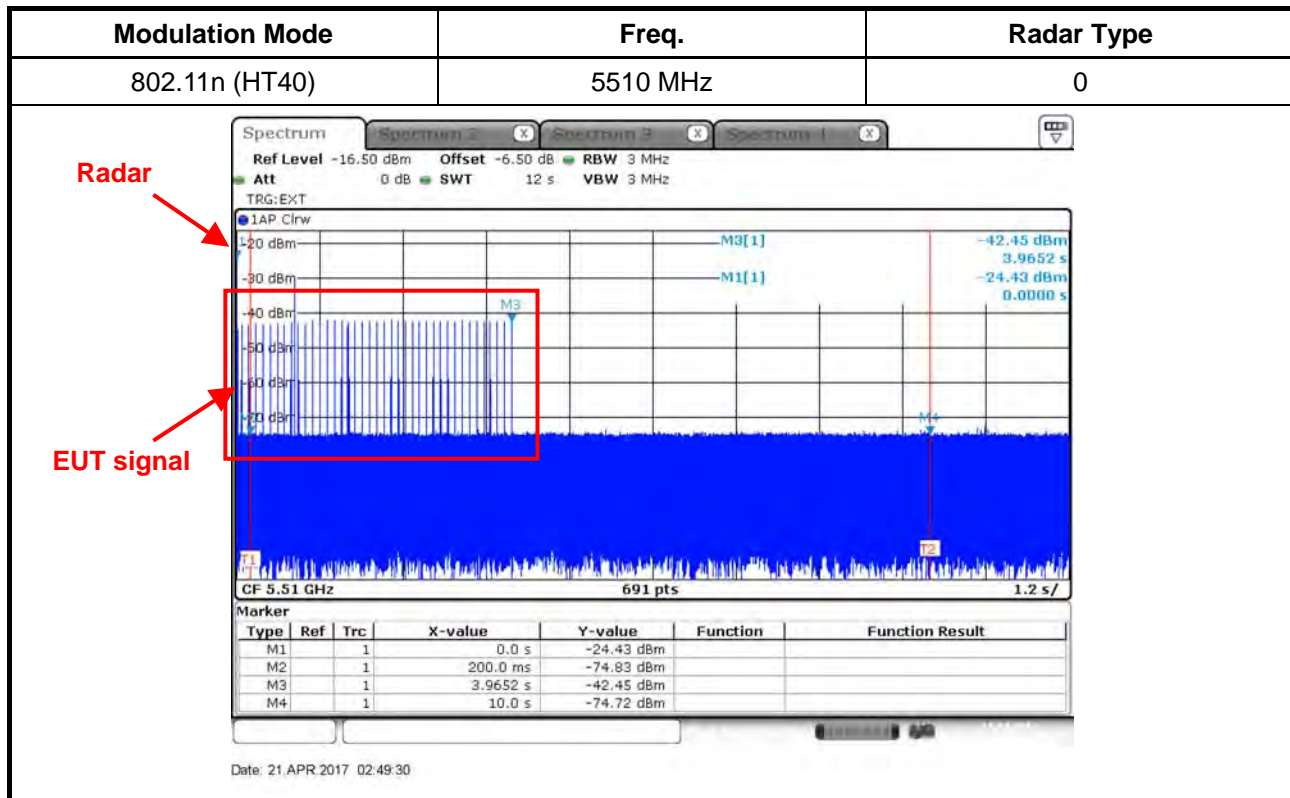 Modulation Mode Freq. Radar Type
802.11n (HT40) 5510 MHz 0
Spectrum Spectrum 2 X Spectrum 3 X Spectrum 4 X
Ref Level -16.50 dBm Offset -6.50 dB RBW 3 MHz
Att 0 dB SWT 12 s VBW 3 MHz
TRG:EXT
1AP Clrw
Radar
-20 dBm M3[1] -42.45 dBm
3.9652 s
-30 dBm M1[1] -24.43 dBm
0.0000 s
-40 dBm M3
-50 dBm
-60 dBm
-70 dBm M4
EUT signal
T1 T2
CF 5.51 GHz 691 pts 1.2 s/
Marker
Type Ref Trc X-value Y-value Function Function Result
M1 1 0.0 s -24.43 dBm
M2 1 200.0 ms -74.83 dBm
M3 1 3.9652 s -42.45 dBm
M4 1 10.0 s -74.72 dBm
Date: 21.APR.2017 02:49:30